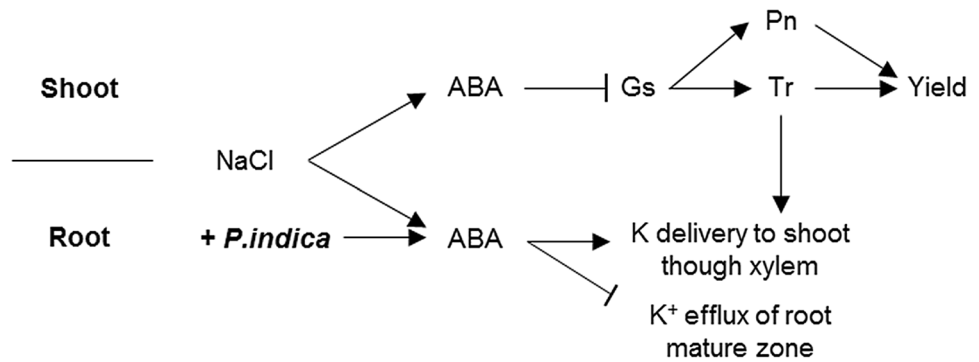 Pn
Shoot ABA Gs Tr Yield
NaCl
Root + P.indica ABA K delivery to shoot
though xylem
K⁺ efflux of root
mature zone